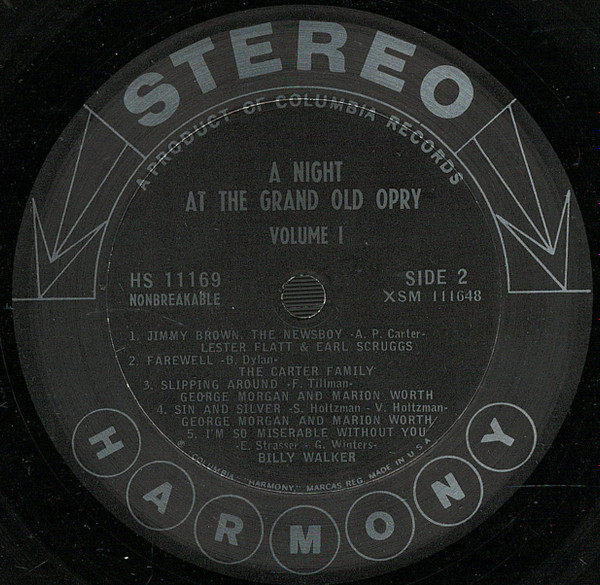 STEREO
A PRODUCT OF COLUMBIA RECORDS
A NIGHT
AT THE GRAND OLD OPRY
VOLUME I
HS 11169
NONBREAKABLE
SIDE 2
XSM 111648
1. JIMMY BROWN, THE NEWSBOY -A. P. Carter-
LESTER FLATT & EARL SCRUGGS
2. FAREWELL -B. Dylan-
THE CARTER FAMILY
3. SLIPPING AROUND -F. Tillman-
GEORGE MORGAN AND MARION WORTH
4. SIN AND SILVER -S. Holtzman - V. Holtzman-
GEORGE MORGAN AND MARION WORTH
5. I'M SO MISERABLE WITHOUT YOU
-E. Strasser - G. Winters-
BILLY WALKER
® "COLUMBIA" "HARMONY," MARCAS REG. MADE IN U.S.A.
HARMONY